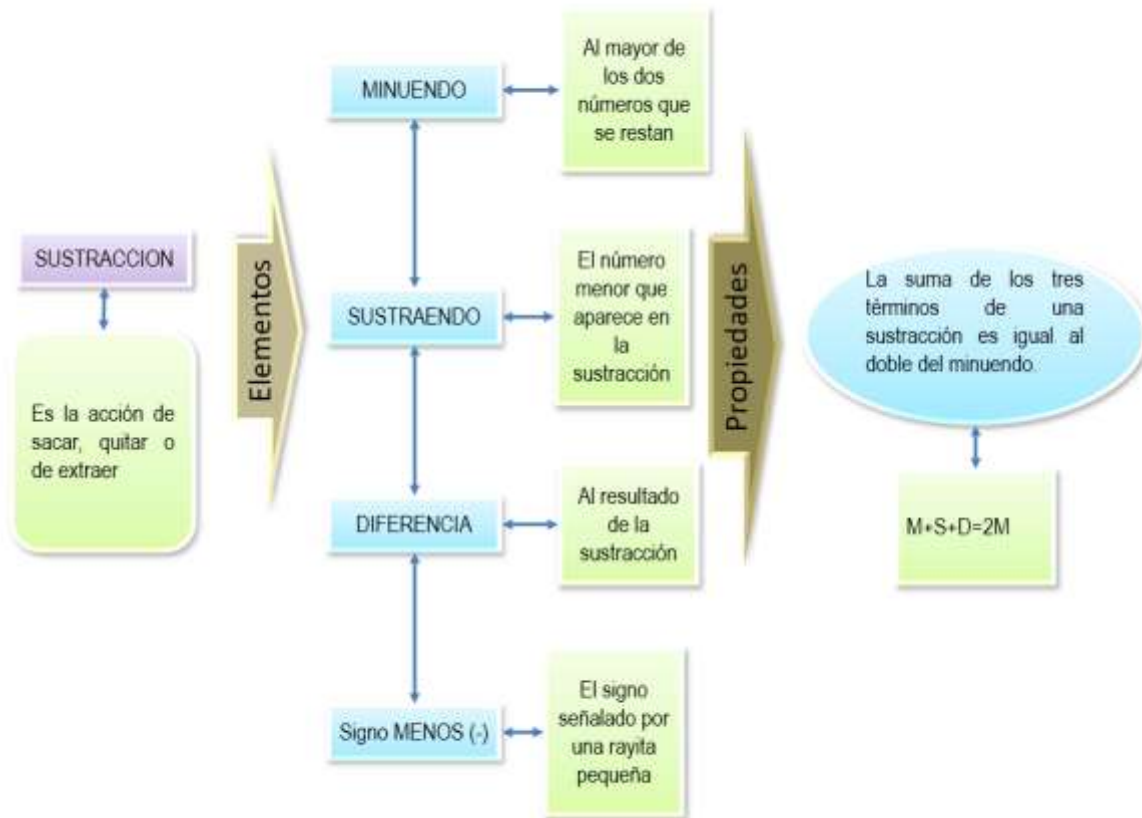 SUSTRACCION
Es la acción de
sacar, quitar o
de extraer
Elementos
MINUENDO
Al mayor de
los dos
números que
se restan
SUSTRAENDO
El número
menor que
aparece en
la
sustracción
DIFERENCIA
Al resultado
de la
sustracción
Signo MENOS (-)
El signo
señalado por
una rayita
pequeña
Propiedades
La suma de los tres
términos de una
sustracción es igual al
doble del minuendo.
M+S+D=2M